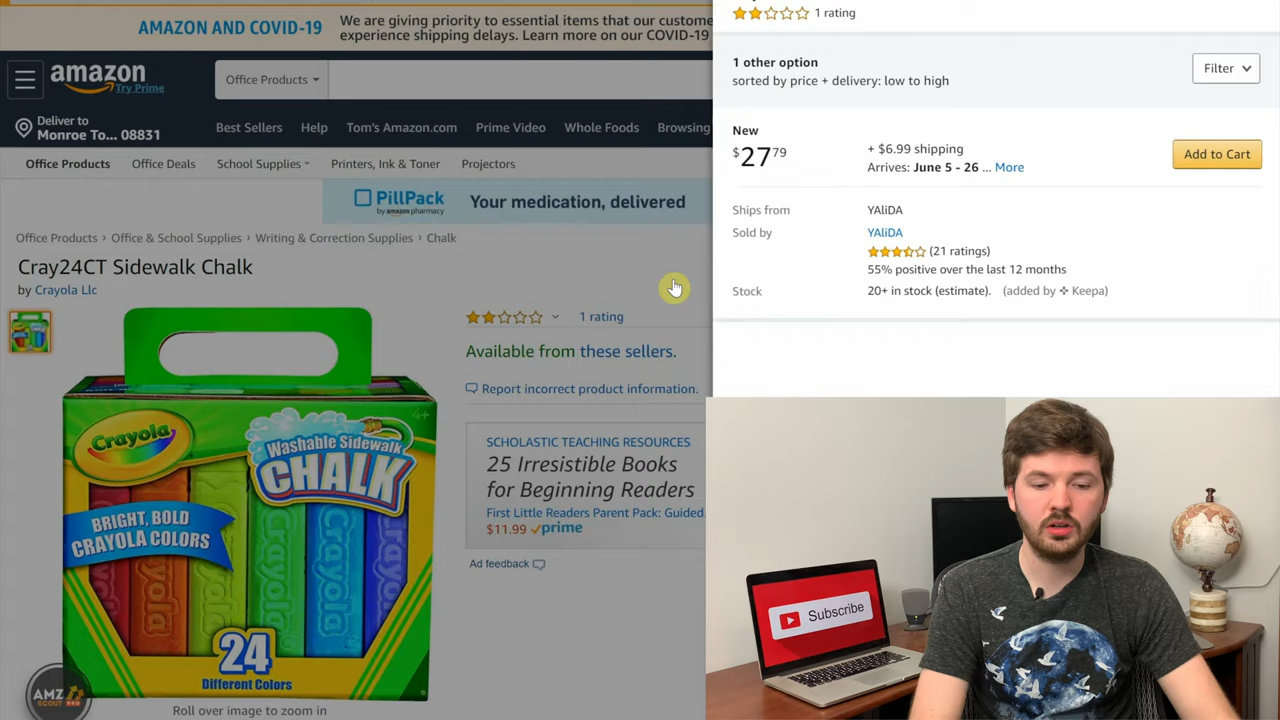 AMAZON AND COVID-19
We are giving priority to essential items that our custome
experience shipping delays. Learn more on our COVID-19
amazon
Try Prime
Office Products
Deliver to
Monroe To... 08831
Best Sellers Help Tom's Amazon.com Prime Video Whole Foods Browsing
Office Products Office Deals School Supplies Printers, Ink & Toner Projectors
PillPack
by amazon pharmacy
Your medication, delivered
Office Products › Office & School Supplies › Writing & Correction Supplies › Chalk
Cray24CT Sidewalk Chalk
by Crayola Llc
1 rating
Available from these sellers.
Report incorrect product information.
SCHOLASTIC TEACHING RESOURCES
25 Irresistible Books
for Beginning Readers
First Little Readers Parent Pack: Guided
$11.99 prime
Ad feedback
4+
Crayola
Washable Sidewalk
CHALK
BRIGHT, BOLD
CRAYOLA COLORS
Crayola
Crayola
Crayola
24
Different Colors
AMZ
SCOUT
PRO
Roll over image to zoom in
1 rating
1 other option
sorted by price + delivery: low to high
Filter
New
$27 79
+ $6.99 shipping
Arrives: June 5 - 26 ... More
Add to Cart
Ships from YAliDA
Sold by YAliDA
(21 ratings)
55% positive over the last 12 months
Stock 20+ in stock (estimate). (added by Keepa)
Subscribe